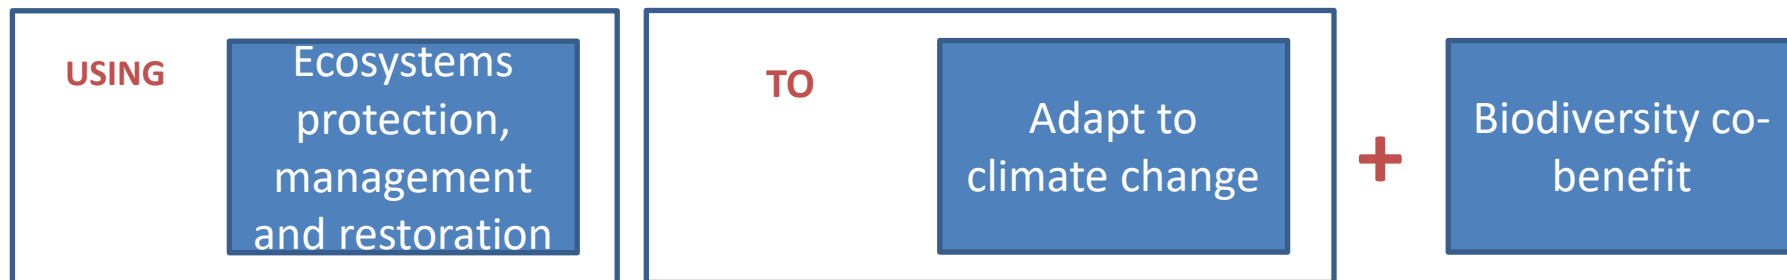 USING
Ecosystems
protection,
management
and restoration
TO
Adapt to
climate change
+
Biodiversity co-
benefit